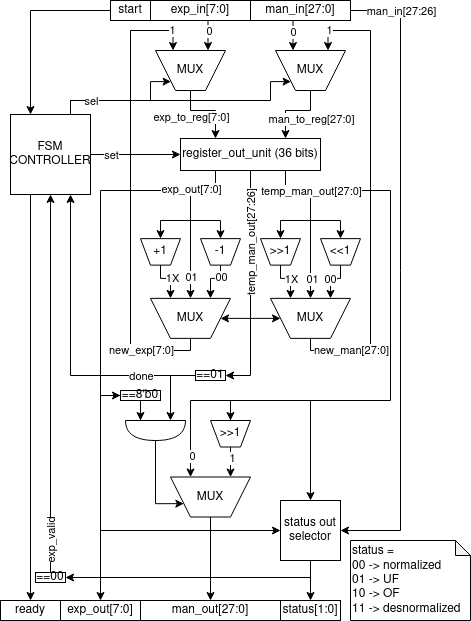 start
exp_in[7:0]
man_in[27:0]
man_in[27:26]
1
0
0
1
MUX
MUX
sel
exp_to_reg[7:0]
man_to_reg[27:0]
FSM
CONTROLLER
set
register_out_unit (36 bits)
exp_out[7:0]
temp_man_out[27:26]
temp_man_out[27:0]
+1
-1
>>1
<<1
1X
01
00
1X
01
00
MUX
MUX
new_exp[7:0]
new_man[27:0]
done
==01
==8'b0
>>1
0
1
MUX
status out
selector
exp_valid
==00
status =
00 -> normalized
01 -> UF
10 -> OF
11 -> desnormalized
ready
exp_out[7:0]
man_out[27:0]
status[1:0]